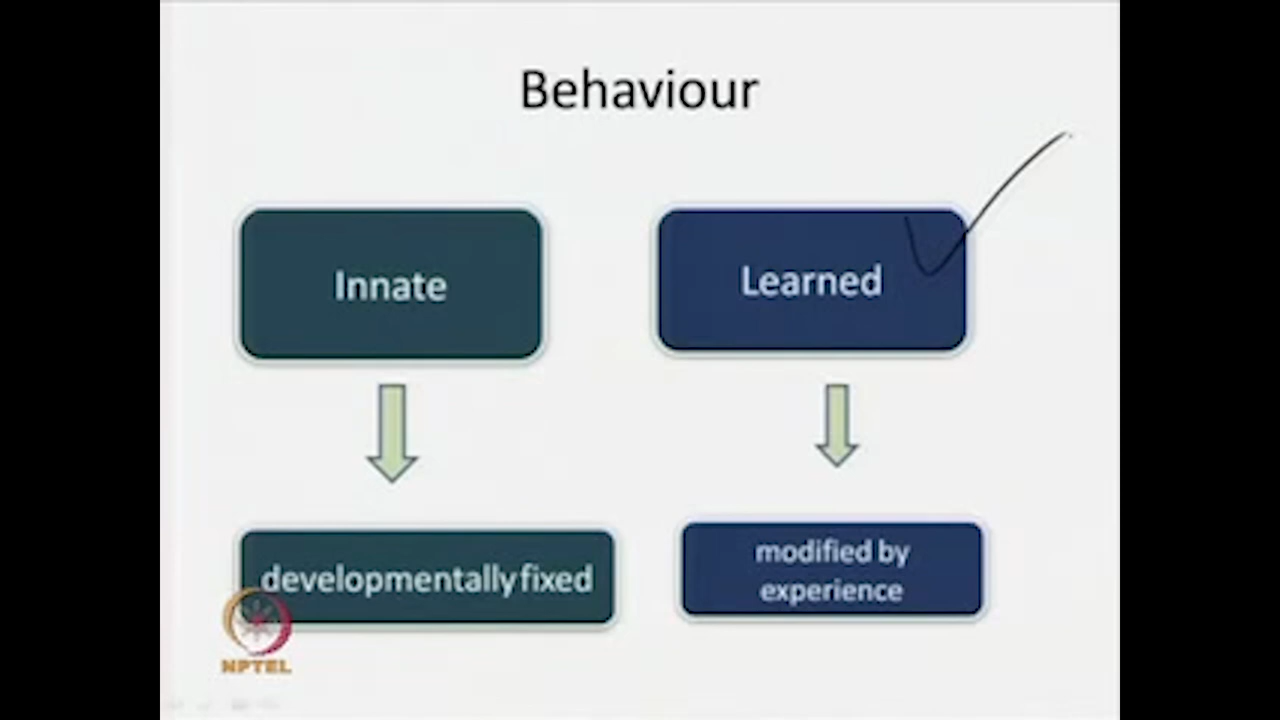 Behaviour
Innate
Learned
developmentally fixed
modified by
experience
NPTEL